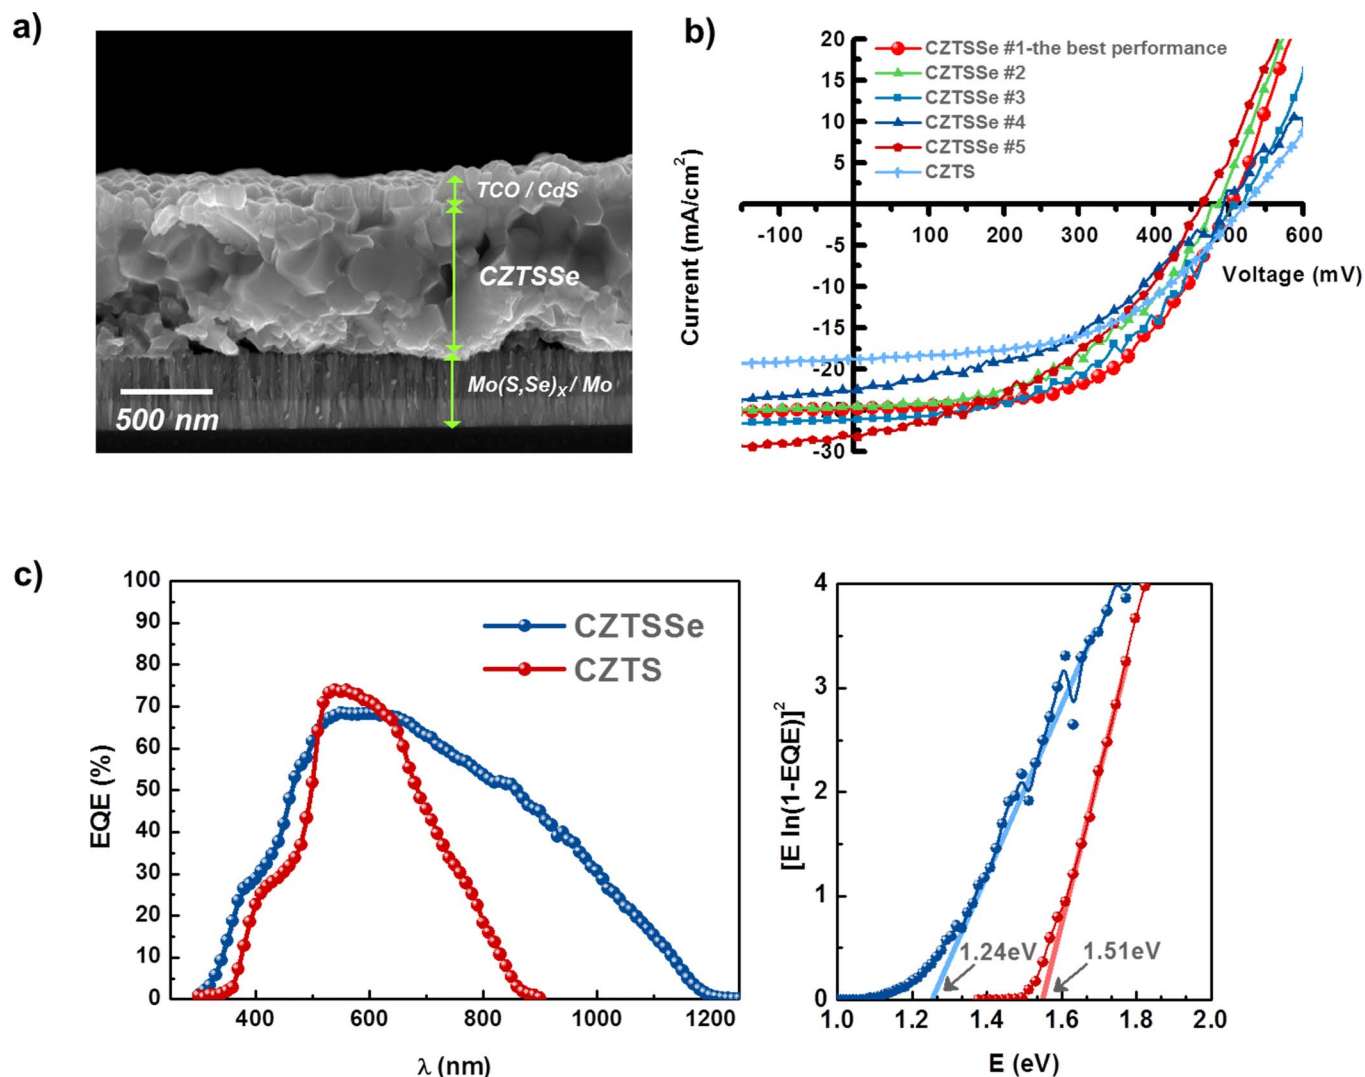 a)
TCO / CdS
CZTSSe
Mo(S,Se)x / Mo
500 nm
b)
CZTSSe #1-the best performance
CZTSSe #2
CZTSSe #3
CZTSSe #4
CZTSSe #5
CZTS
20
15
10
5
-5
-10
-15
-20
-25
-30
-100
100
200
300
400
500
600
Current (mA/cm²)
Voltage (mV)
c)
CZTSSe
CZTS
100
90
80
70
60
50
40
30
20
10
0
400
600
800
1000
1200
EQE (%)
λ (nm)
4
3
2
1
0
1.0
1.2
1.4
1.6
1.8
2.0
[E ln(1-EQE)]²
1.24eV
1.51eV
E (eV)